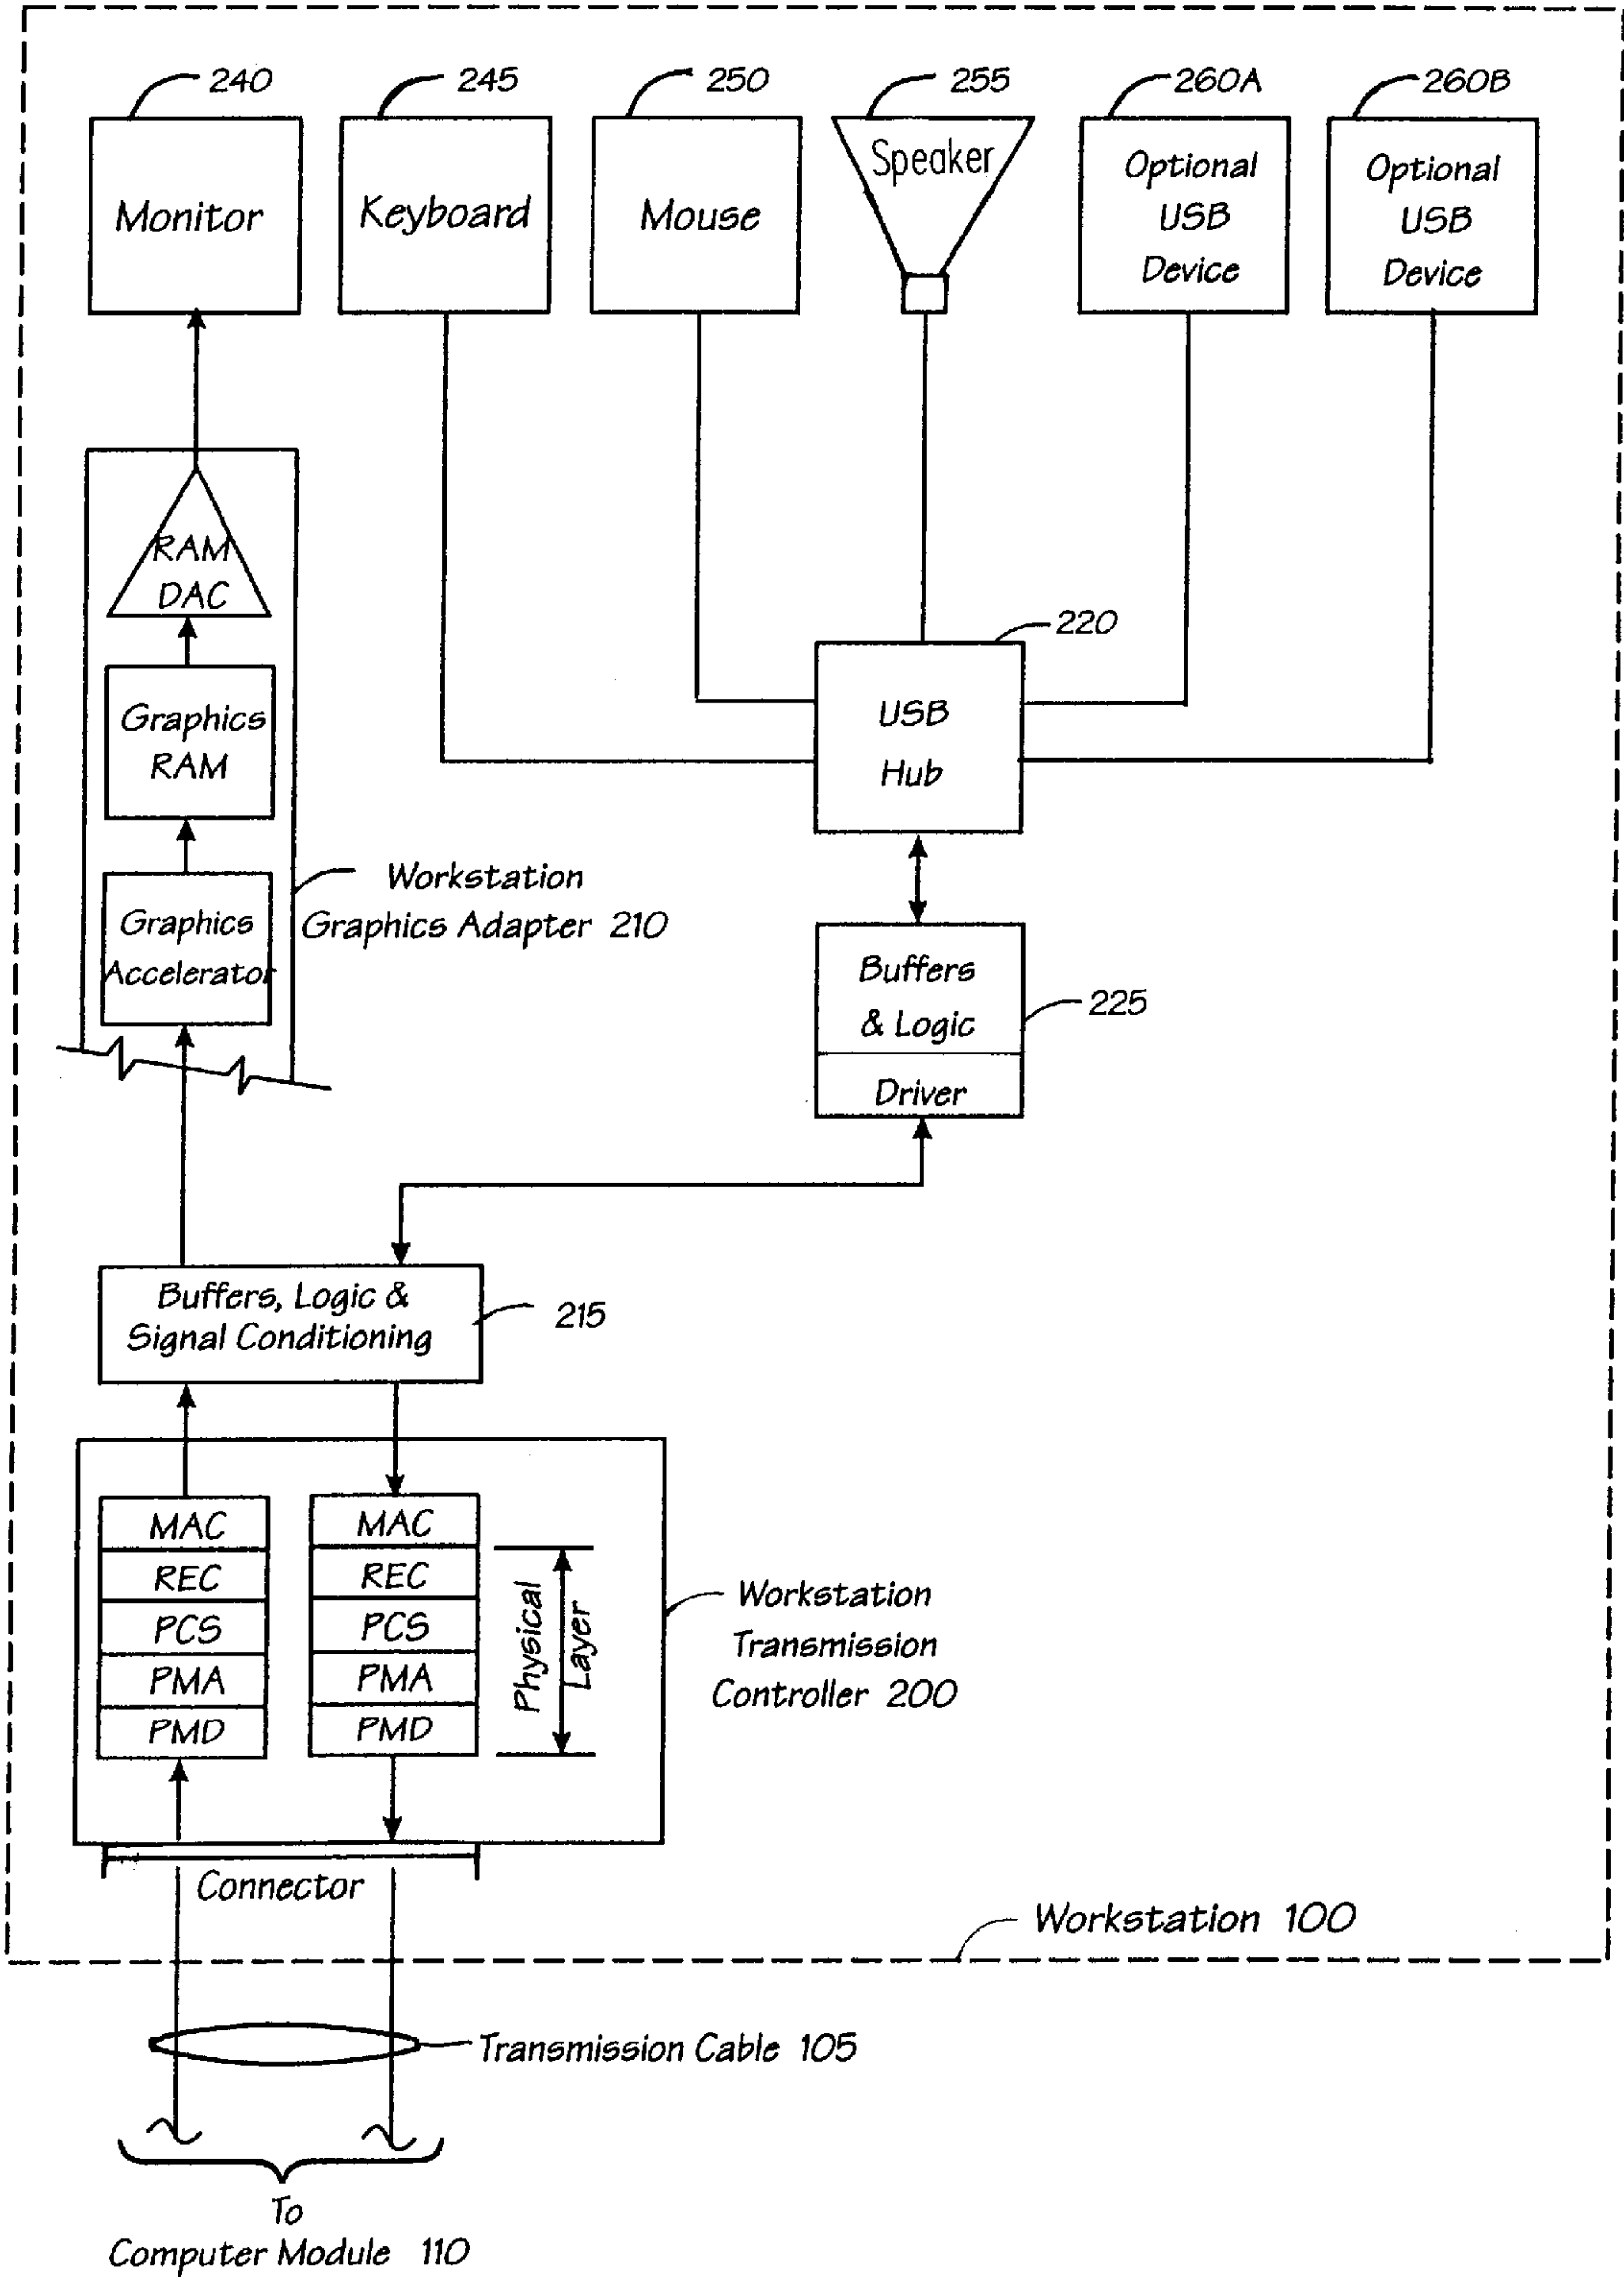 240
245
250
255
260A
260B
Monitor
Keyboard
Mouse
Speaker
Optional
USB
Device
Optional
USB
Device
RAM
DAC
Graphics
RAM
Graphics
Accelerator
Workstation
Graphics Adapter 210
220
USB
Hub
Buffers
& Logic
Driver
225
Buffers, Logic &
Signal Conditioning
215
MAC
REC
PCS
PMA
PMD
MAC
REC
PCS
PMA
PMD
Physical
Layer
Workstation
Transmission
Controller 200
Connector
Workstation 100
Transmission Cable 105
To
Computer Module 110